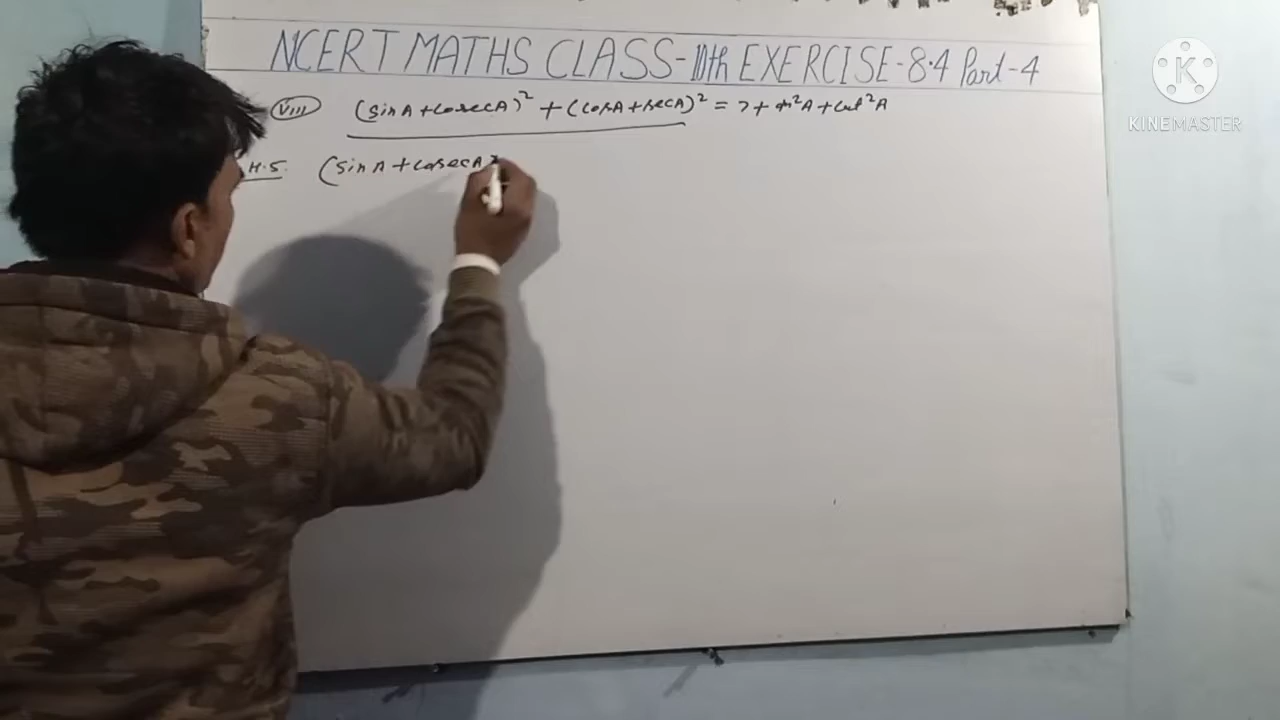 NCERT MATHS CLASS-10th EXERCISE-8.4 Part-4
(viii) (sinA+cosecA)² + (cosA+secA)² = 7+tan²A+cot²A
H.S. (sinA+cosecA)
K
KINEMASTER